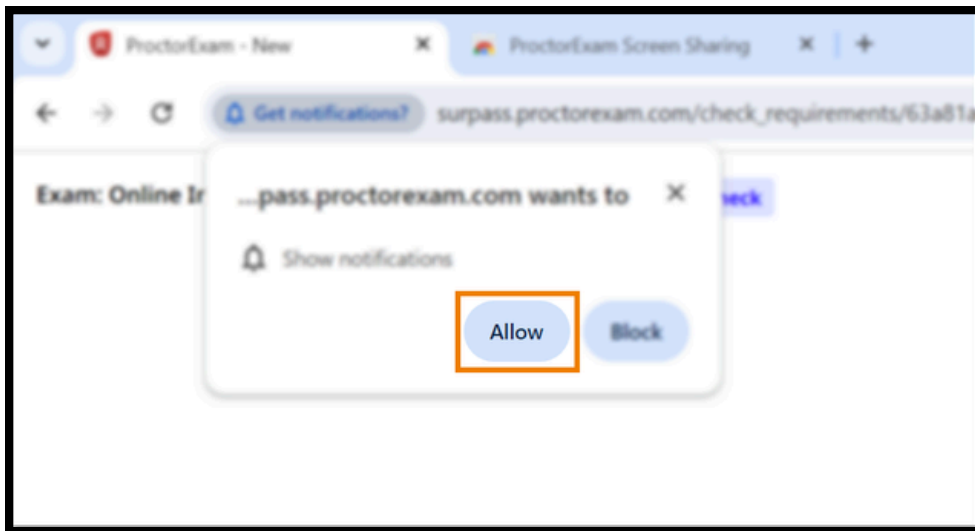 ProctorExam - New
ProctorExam Screen Sharing
Get notifications?
surpass.proctorexam.com/check_requirements/63a81a
Exam: Online In
...pass.proctorexam.com wants to
eck
Show notifications
Allow
Block